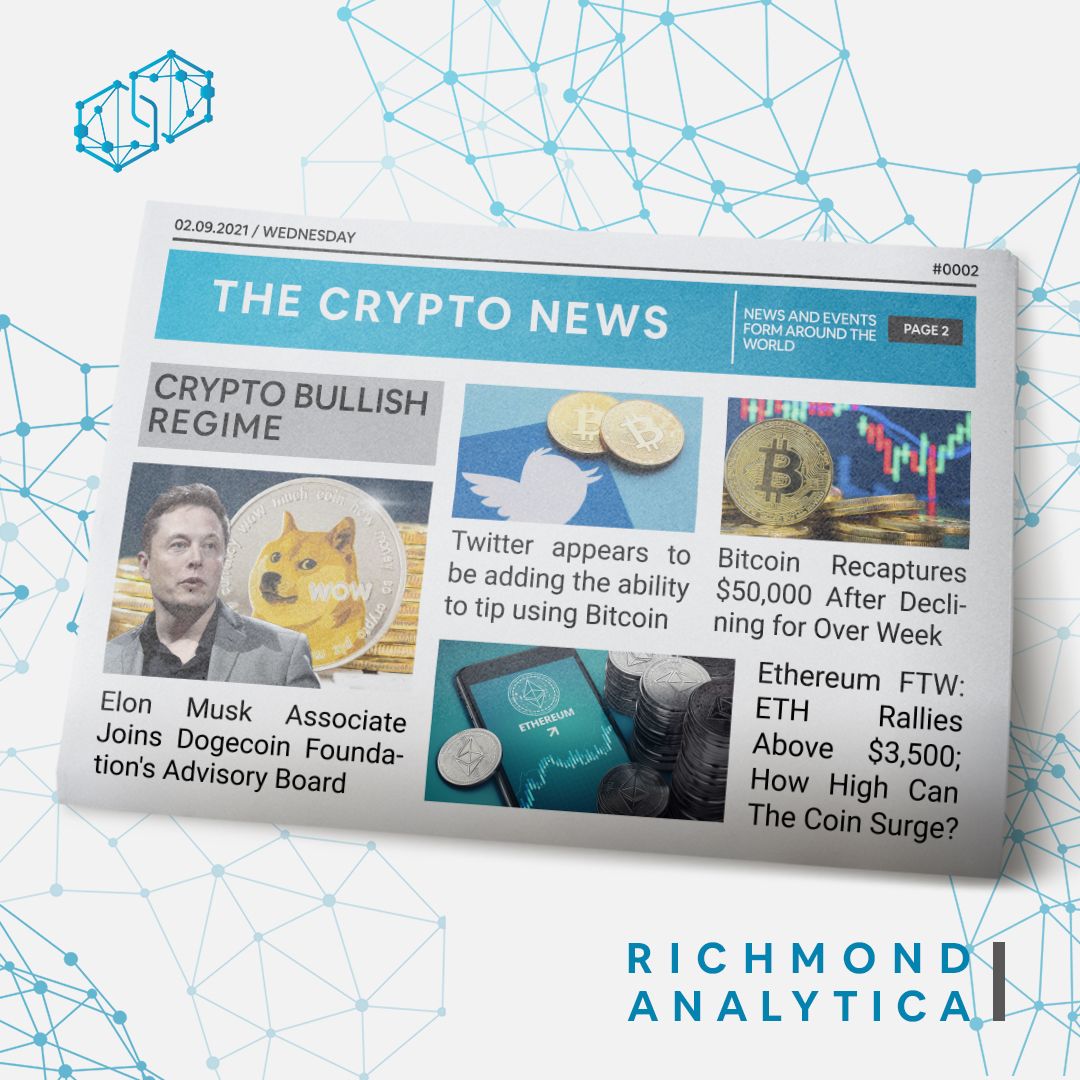 02.09.2021 / WEDNESDAY
#0002
THE CRYPTO NEWS
NEWS AND EVENTS
FORM AROUND THE
WORLD
PAGE 2
CRYPTO BULLISH
REGIME
WOW
Elon Musk Associate
Joins Dogecoin Founda-
tion's Advisory Board
Twitter appears to
be adding the ability
to tip using Bitcoin
Bitcoin Recaptures
$50,000 After Decli-
ning for Over Week
ETHEREUM
Ethereum FTW:
ETH Rallies
Above $3,500;
How High Can
The Coin Surge?
RICHMOND
ANALYTICA